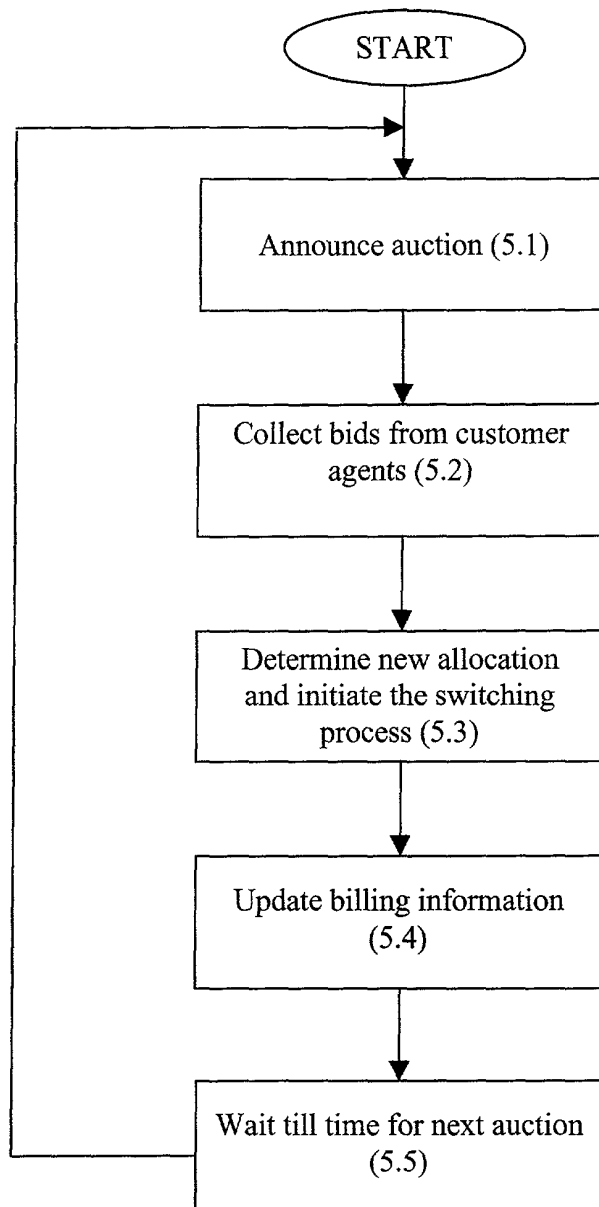 START
Announce auction (5.1)
Collect bids from customer
agents (5.2)
Determine new allocation
and initiate the switching
process (5.3)
Update billing information
(5.4)
Wait till time for next auction
(5.5)